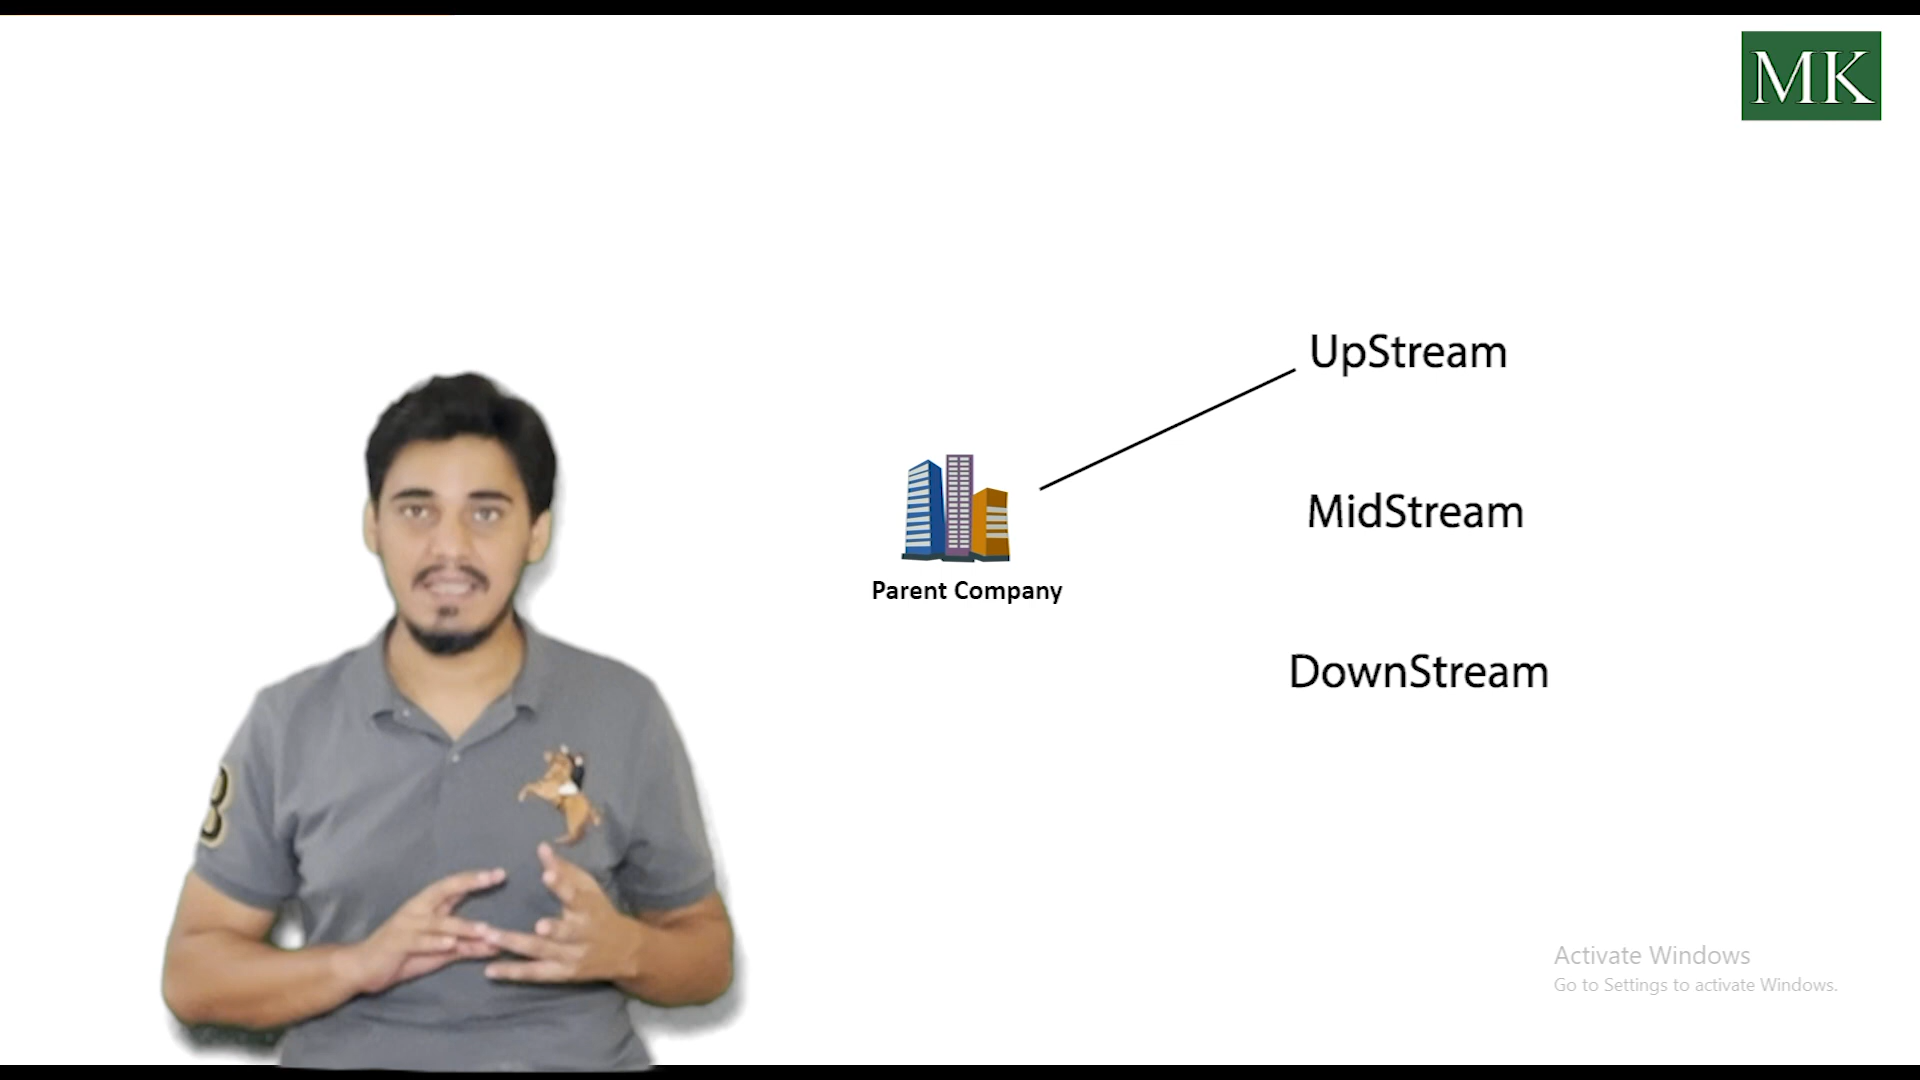 MK
UpStream
MidStream
Parent Company
DownStream
Activate Windows
Go to Settings to activate Windows.